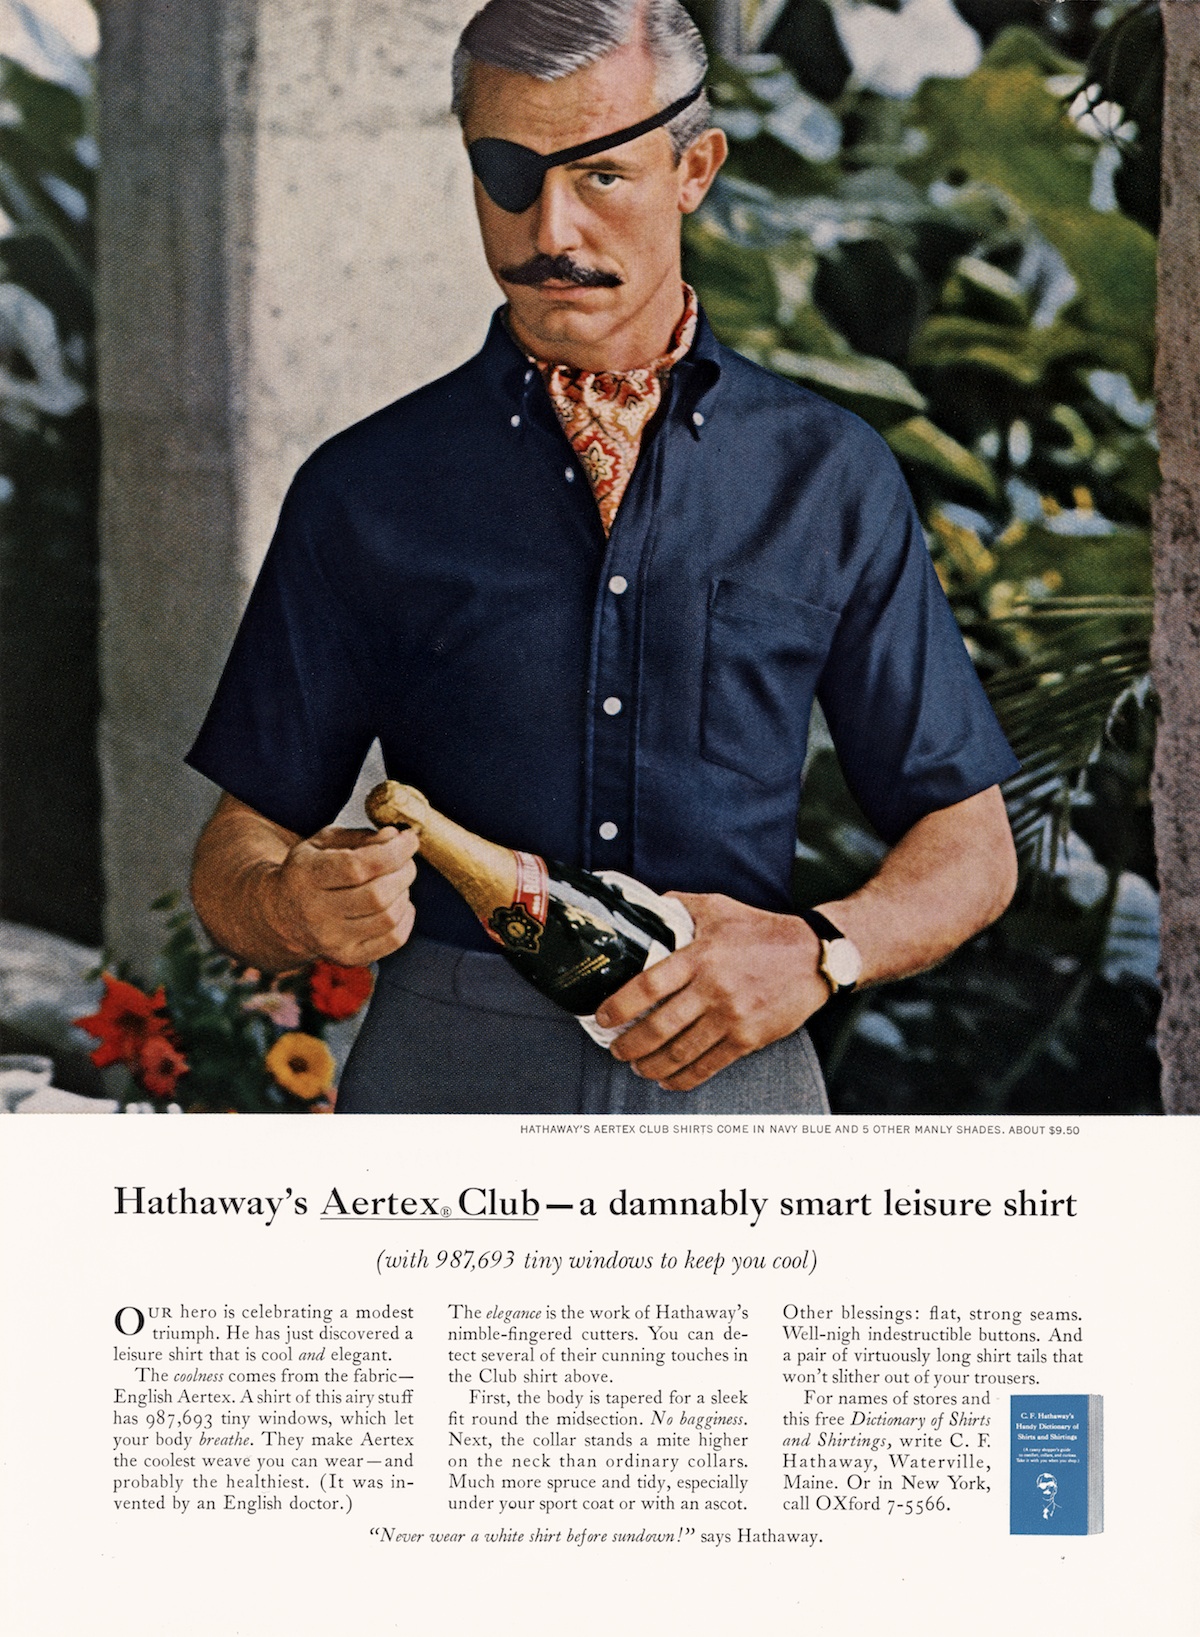 HATHAWAY'S AERTEX CLUB SHIRTS COME IN NAVY BLUE AND 5 OTHER MANLY SHADES. ABOUT $9.50
Hathaway's Aertex® Club—a damnably smart leisure shirt
(with 987,693 tiny windows to keep you cool)
OUR hero is celebrating a modest
triumph. He has just discovered a
leisure shirt that is cool and elegant.
The coolness comes from the fabric—
English Aertex. A shirt of this airy stuff
has 987,693 tiny windows, which let
your body breathe. They make Aertex
the coolest weave you can wear—and
probably the healthiest. (It was in-
vented by an English doctor.)
The elegance is the work of Hathaway's
nimble-fingered cutters. You can de-
tect several of their cunning touches in
the Club shirt above.
First, the body is tapered for a sleek
fit round the midsection. No bagginess.
Next, the collar stands a mite higher
on the neck than ordinary collars.
Much more spruce and tidy, especially
under your sport coat or with an ascot.
Other blessings: flat, strong seams.
Well-nigh indestructible buttons. And
a pair of virtuously long shirt tails that
won't slither out of your trousers.
For names of stores and
this free Dictionary of Shirts
and Shirtings, write C. F.
Hathaway, Waterville,
Maine. Or in New York,
call OXford 7-5566.
C. F. Hathaway's
Handy Dictionary of
Shirts and Shirtings
"Never wear a white shirt before sundown!" says Hathaway.